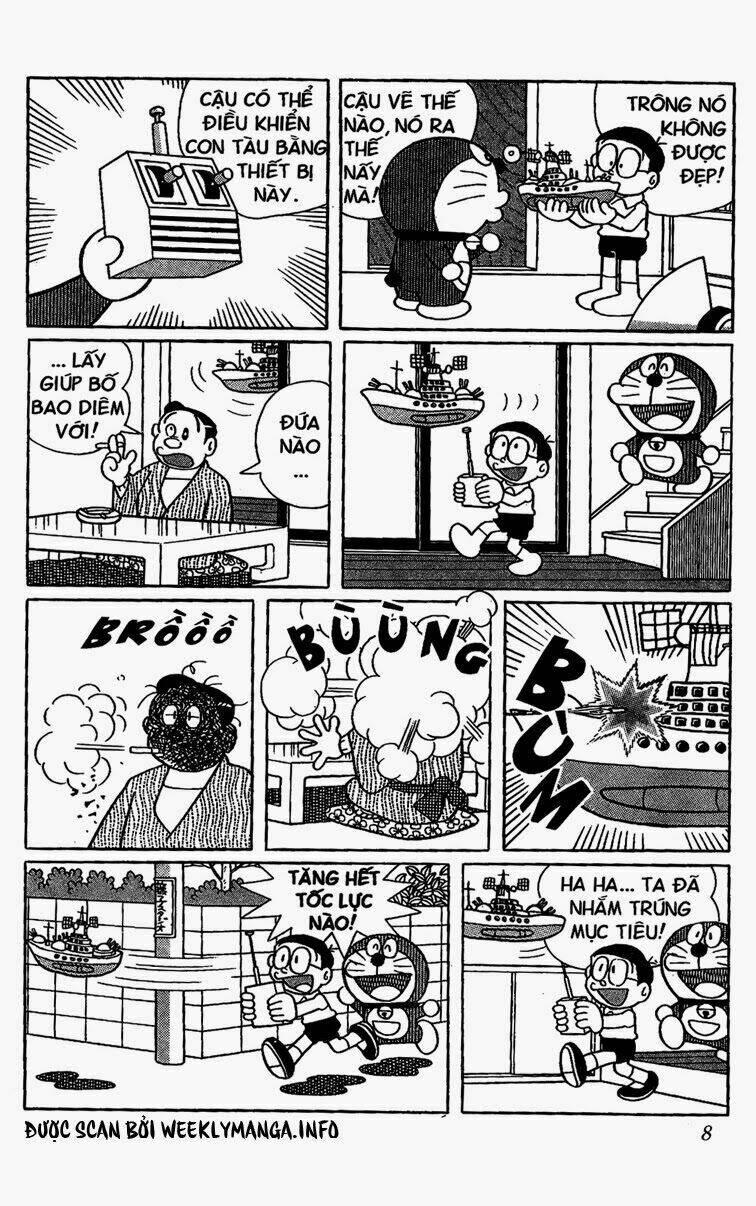 TRÔNG NÓ
KHÔNG
ĐƯỢC
ĐẸP!
CẬU VẼ THẾ
NÀO, NÓ RA
THẾ
NẤY
MÀ!
CẬU CÓ THỂ
ĐIỀU KHIỂN
CON TÀU BẰNG
THIẾT BỊ
NÀY.
ĐỨA
NÀO
...
... LẤY
GIÚP BỐ
BAO DIÊM
VỚI!
BÙM
BÙÙNG
BRỒỒỒ
HA HA... TA ĐÃ
NHẮM TRÚNG
MỤC TIÊU!
TĂNG HẾT
TỐC LỰC
NÀO!
ĐƯỢC SCAN BỞI WEEKLYMANGA.INFO
8